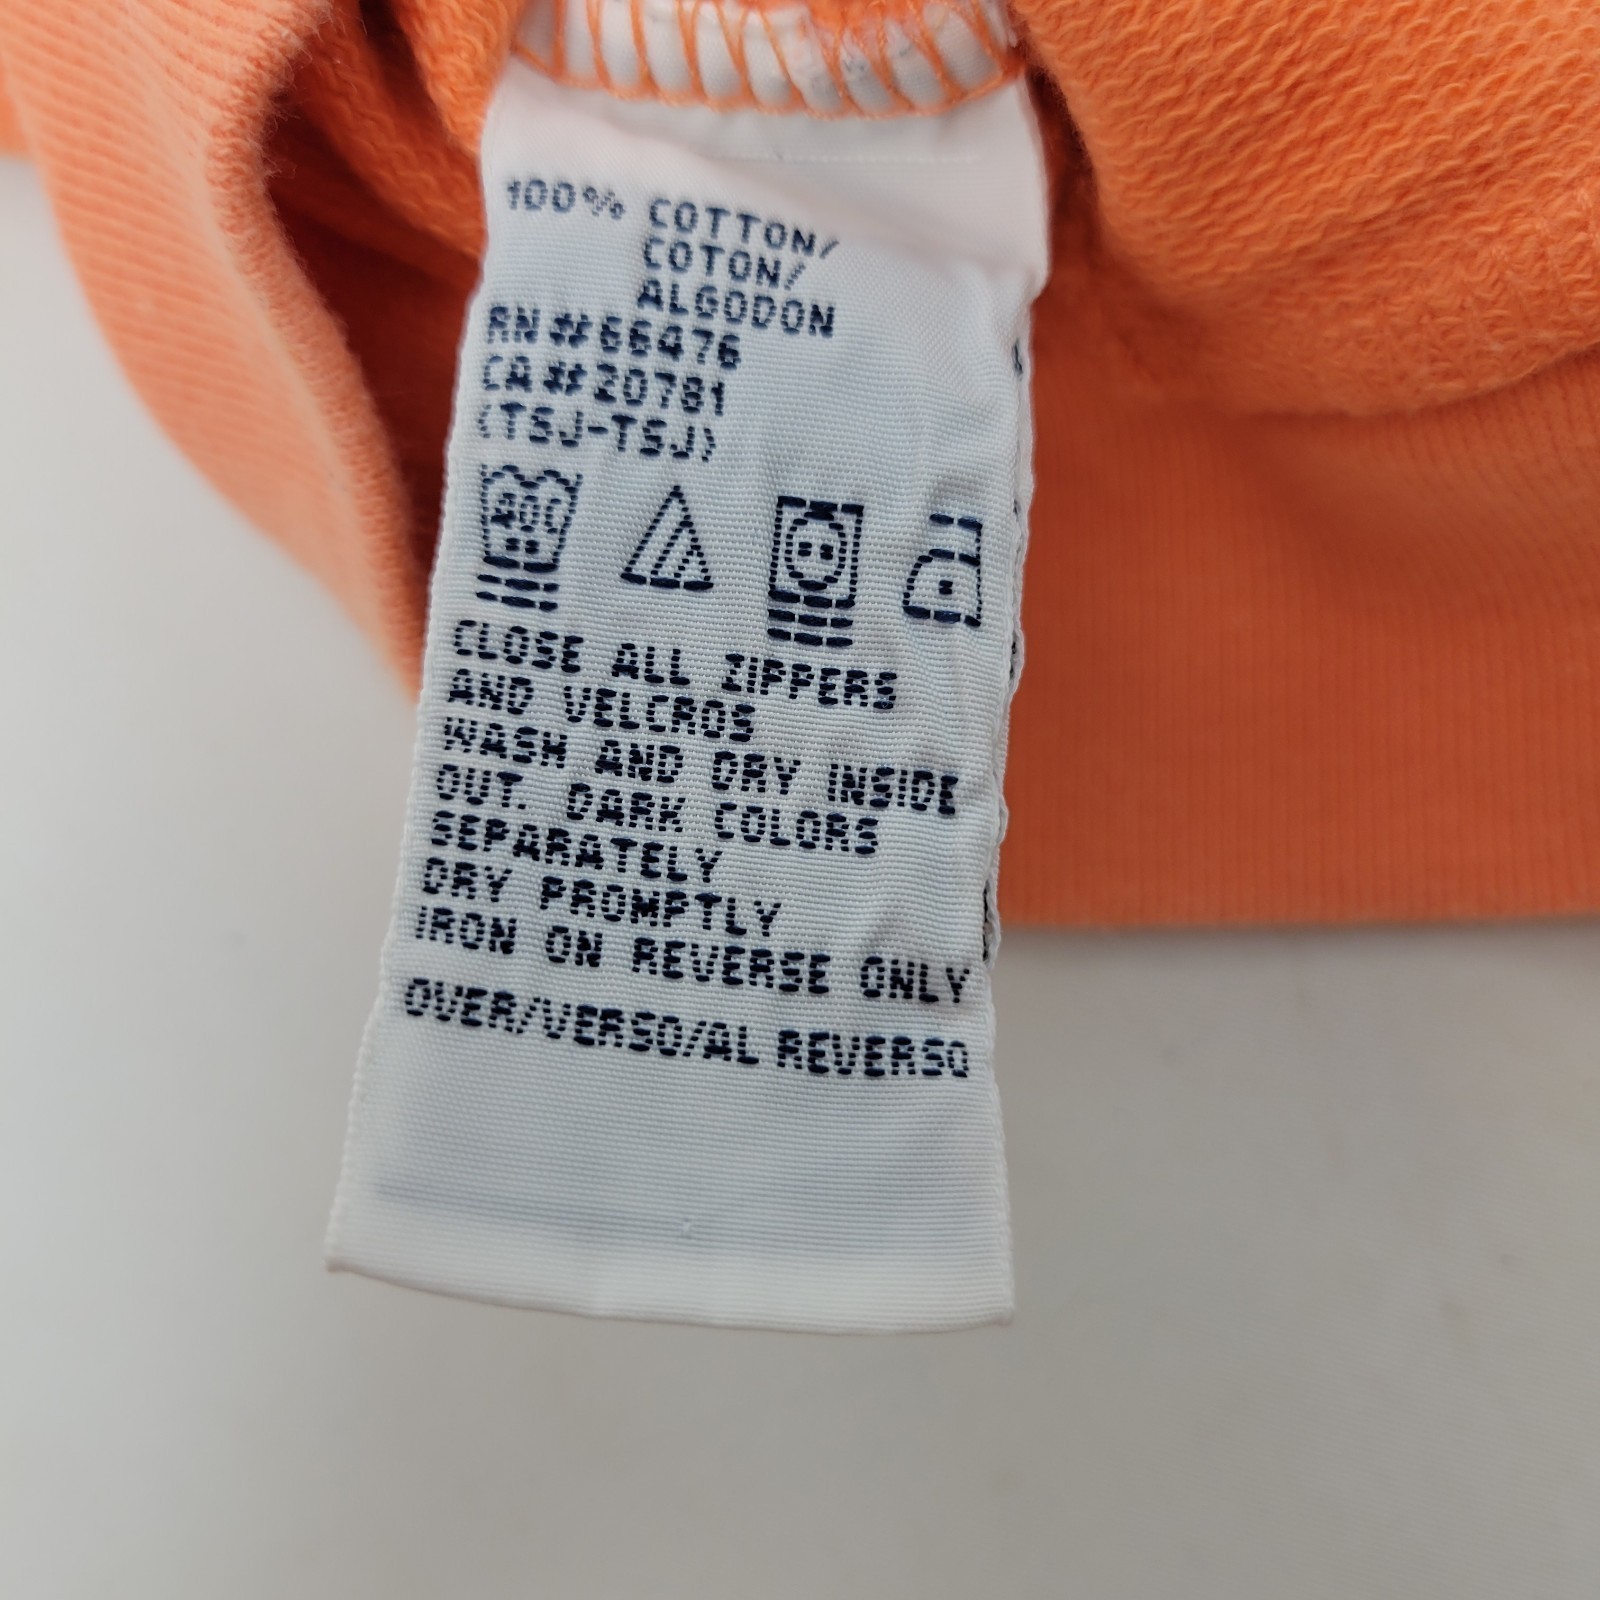 100% COTTON/
COTON/
ALGODON
RN#66476
CA#20781
(TSJ-TSJ)
40C
CLOSE ALL ZIPPERS
AND VELCROS
WASH AND DRY INSIDE
OUT. DARK COLORS
SEPARATELY
DRY PROMPTLY
IRON ON REVERSE ONLY
OVER/VERSO/AL REVERSO